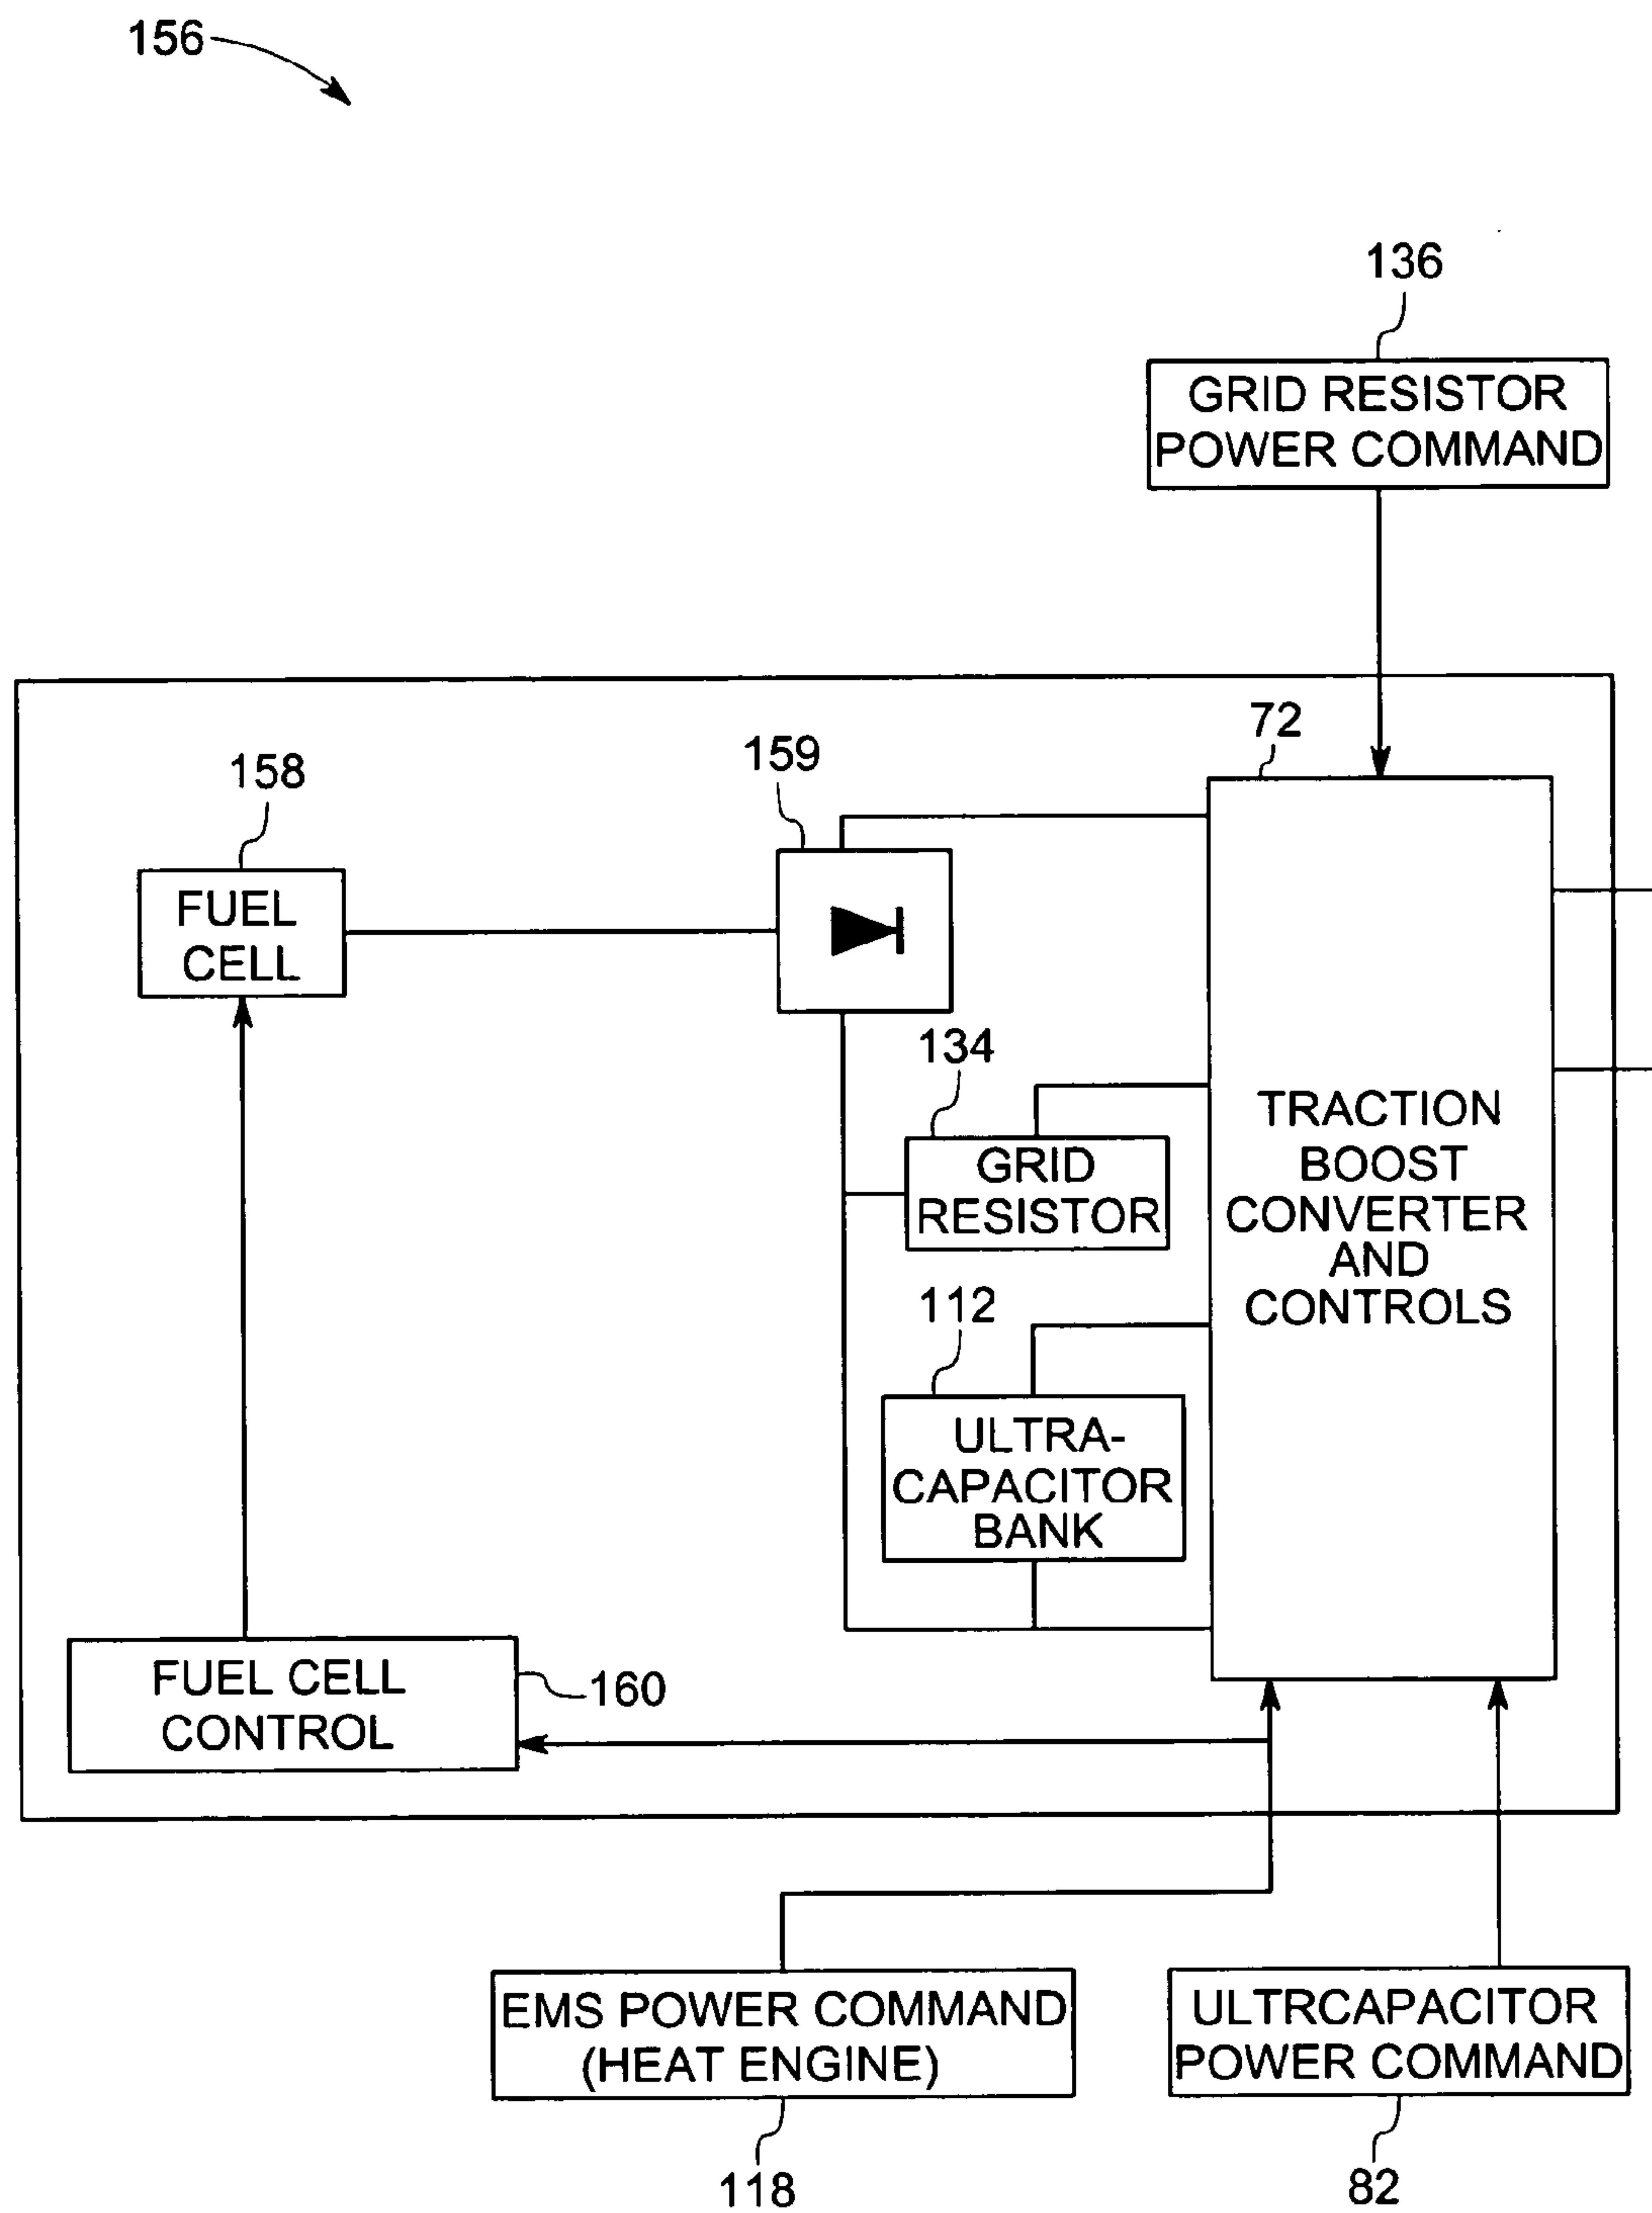 156
136
GRID RESISTOR
POWER COMMAND
72
159
158
FUEL
CELL
134
GRID
RESISTOR
TRACTION
BOOST
CONVERTER
AND
CONTROLS
112
ULTRA-
CAPACITOR
BANK
FUEL CELL
CONTROL
160
EMS POWER COMMAND
(HEAT ENGINE)
ULTRCAPACITOR
POWER COMMAND
118
82